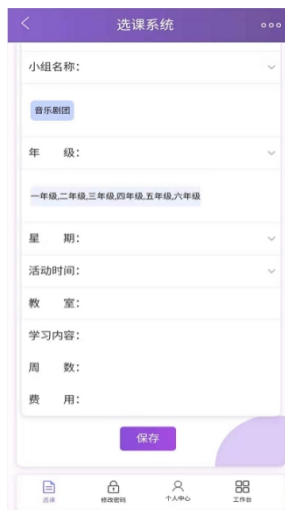 选课系统
小组名称：
音乐剧团
年 级：
一年级,二年级,三年级,四年级,五年级,六年级
星 期：
活动时间：
教 室：
学习内容：
周 数：
费 用：
保存
选课 修改密码 个人中心 工作台